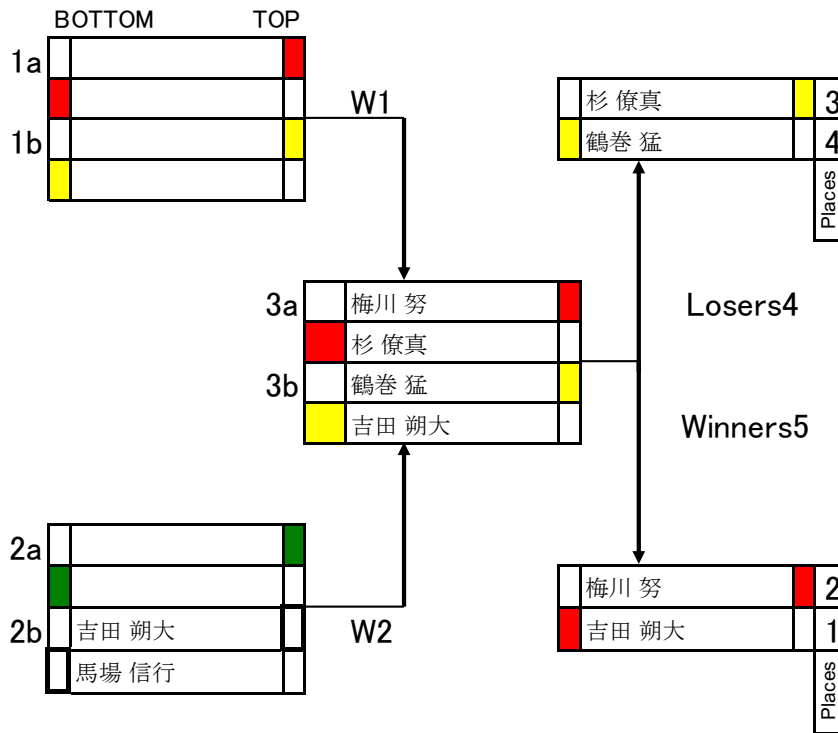 BOTTOM TOP
1a
1b
W1
杉 僚真 3
鶴巻 猛 4
Places
3a 梅川 努
杉 僚真
3b 鶴巻 猛
吉田 朔大
Losers4
Winners5
2a
2b 吉田 朔大
馬場 信行
W2
梅川 努 2
吉田 朔大 1
Places